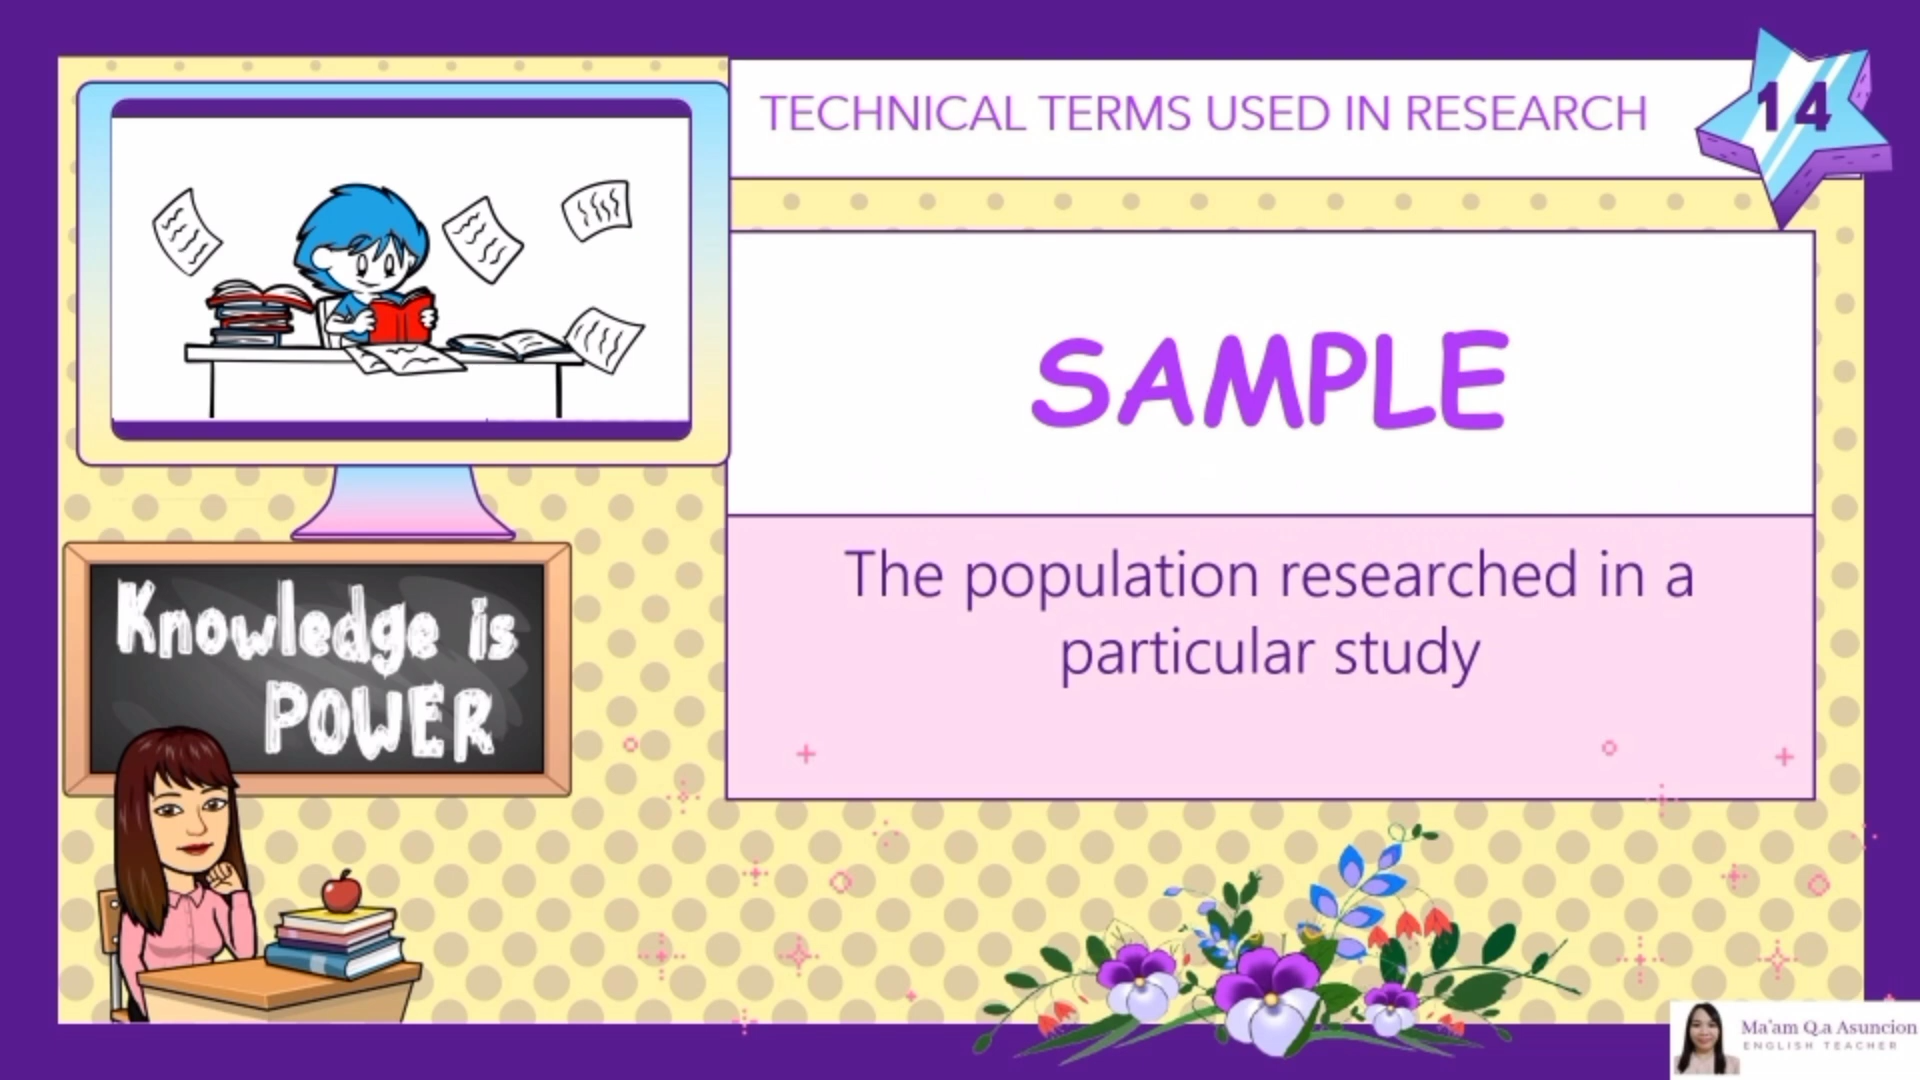 TECHNICAL TERMS USED IN RESEARCH
14
SAMPLE
The population researched in a
particular study
Knowledge is
POWER
Ma'am Q.a Asuncion
ENGLISH TEACHER